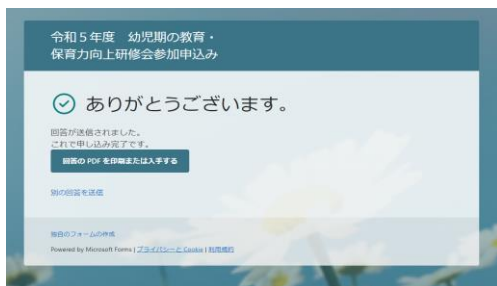 令和５年度　幼児期の教育・
保育力向上研修会参加申込み
ありがとうございます。
回答が送信されました。
これで申し込み完了です。
回答の PDF を印刷または入手する
別の回答を送信
独自のフォームの作成
Powered by Microsoft Forms | プライバシーと Cookie | 利用規約